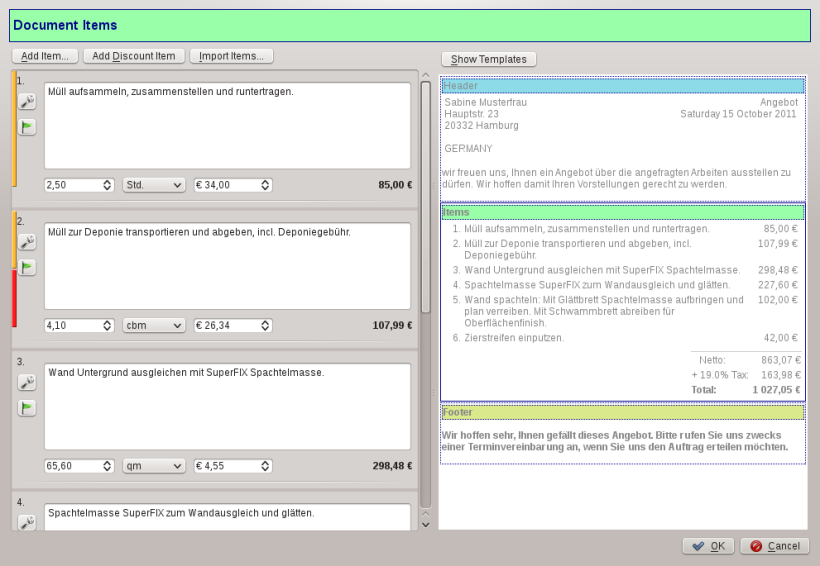 Document Items
Add Item... Add Discount Item Import Items...
1.
Müll aufsammeln, zusammenstellen und runtertragen.
2,50 Std. € 34,00 85,00 €
2.
Müll zur Deponie transportieren und abgeben, incl. Deponiegebühr.
4,10 cbm € 26,34 107,99 €
3.
Wand Untergrund ausgleichen mit SuperFIX Spachtelmasse.
65,60 qm € 4,55 298,48 €
4.
Spachtelmasse SuperFIX zum Wandausgleich und glätten.
Show Templates
Header
Sabine Musterfrau Angebot
Hauptstr. 23 Saturday 15 October 2011
20332 Hamburg
GERMANY
wir freuen uns, Ihnen ein Angebot über die angefragten Arbeiten ausstellen zu
dürfen. Wir hoffen damit Ihren Vorstellungen gerecht zu werden.
Items
1. Müll aufsammeln, zusammenstellen und runtertragen. 85,00 €
2. Müll zur Deponie transportieren und abgeben, incl. 107,99 €
Deponiegebühr.
3. Wand Untergrund ausgleichen mit SuperFIX Spachtelmasse. 298,48 €
4. Spachtelmasse SuperFIX zum Wandausgleich und glätten. 227,60 €
5. Wand spachteln: Mit Glättbrett Spachtelmasse aufbringen und 102,00 €
plan verreiben. Mit Schwammbrett abreiben für
Oberflächenfinish.
6. Zierstreifen einputzen. 42,00 €
Netto: 863,07 €
+ 19.0% Tax: 163,98 €
Total: 1 027,05 €
Footer
Wir hoffen sehr, Ihnen gefällt dieses Angebot. Bitte rufen Sie uns zwecks
einer Terminvereinbarung an, wenn Sie uns den Auftrag erteilen möchten.
OK Cancel